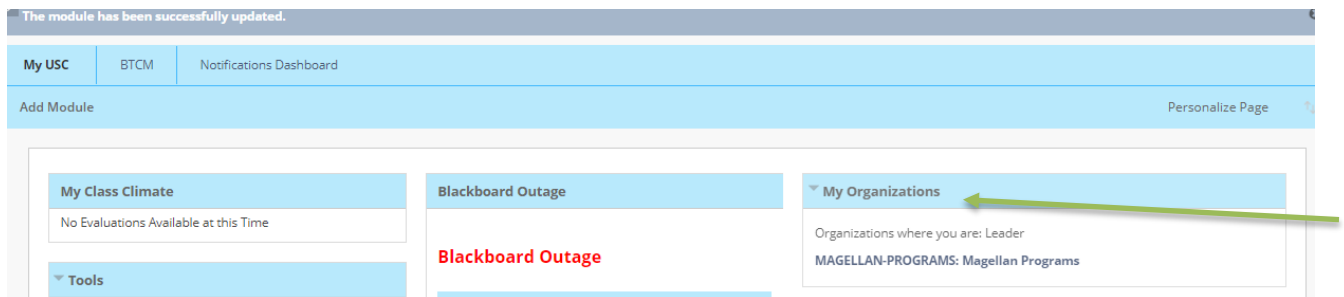 The module has been successfully updated.
My USC
BTCM
Notifications Dashboard
Add Module
Personalize Page
My Class Climate
No Evaluations Available at this Time
Tools
Blackboard Outage
Blackboard Outage
My Organizations
Organizations where you are: Leader
MAGELLAN-PROGRAMS: Magellan Programs